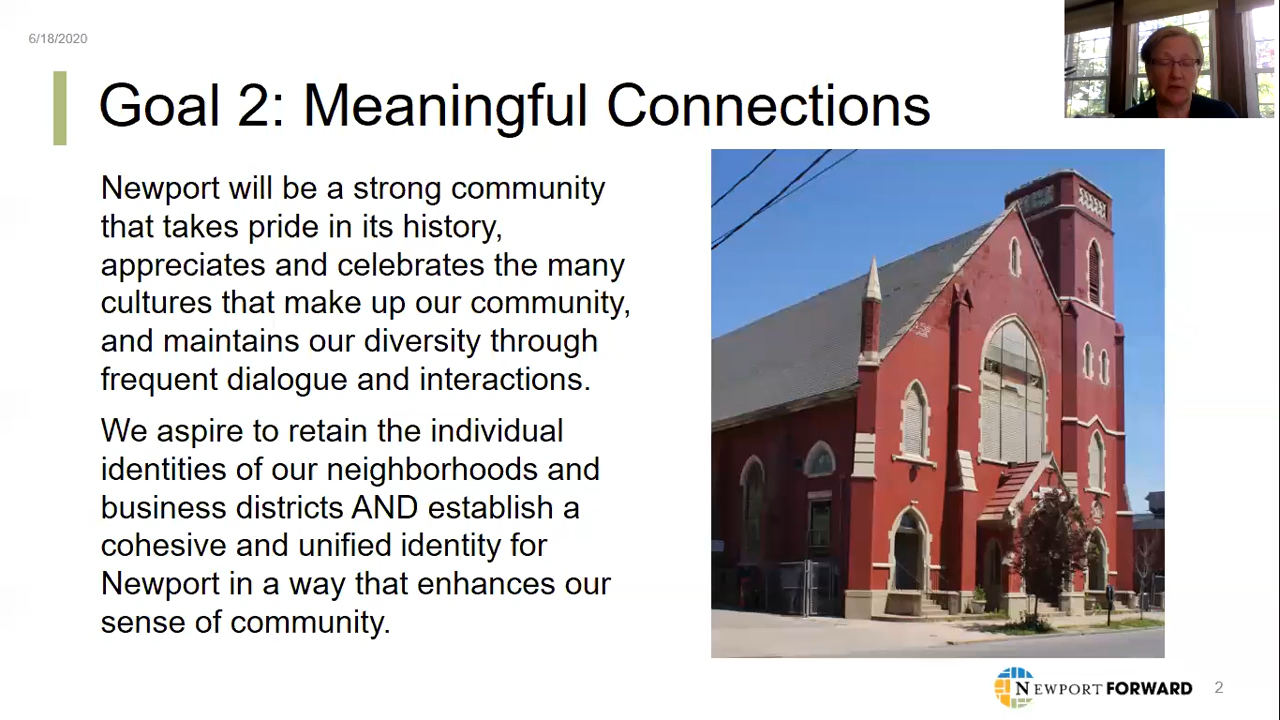 6/18/2020
Goal 2: Meaningful Connections
Newport will be a strong community
that takes pride in its history,
appreciates and celebrates the many
cultures that make up our community,
and maintains our diversity through
frequent dialogue and interactions.
We aspire to retain the individual
identities of our neighborhoods and
business districts AND establish a
cohesive and unified identity for
Newport in a way that enhances our
sense of community.
NEWPORT FORWARD 2